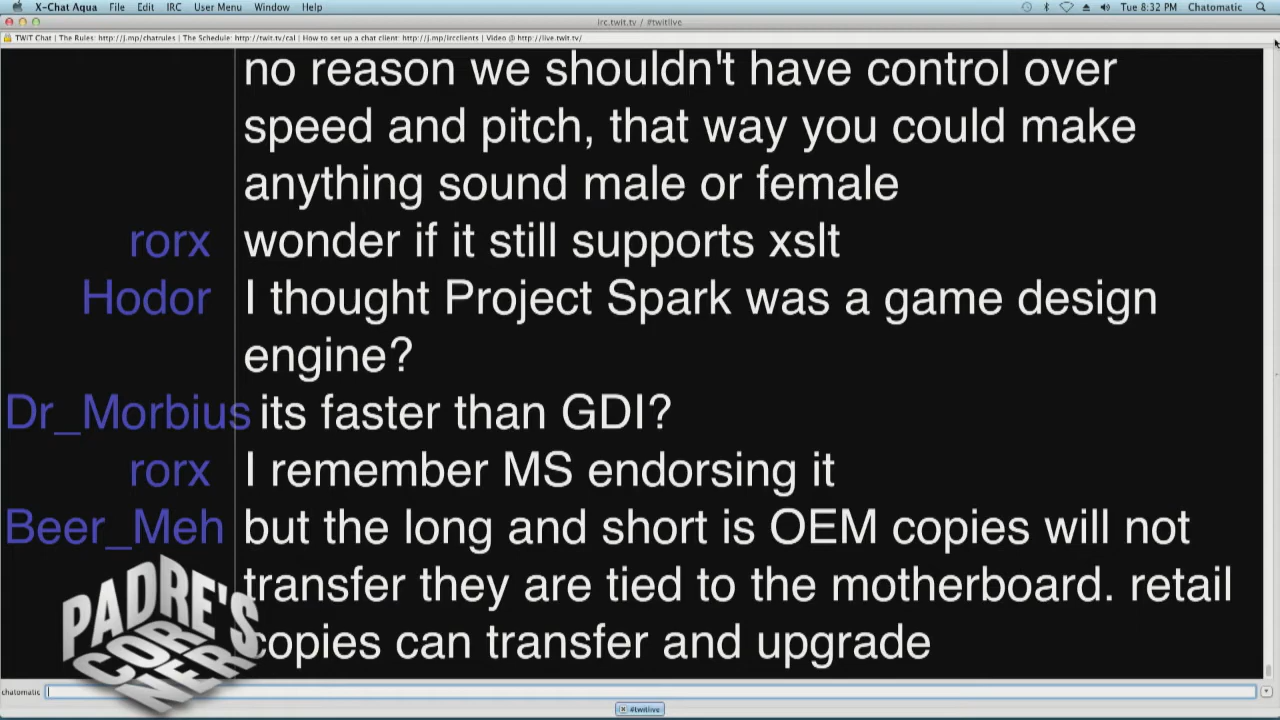 X-Chat Aqua File Edit IRC User Menu Window Help Tue 8:32 PM Chatomatic
irc.twit.tv / #twitlive
TWiT Chat | The Rules: http://j.mp/chatrules | The Schedule: http://twit.tv/cal | How to set up a chat client: http://j.mp/ircclients | Video @ http://live.twit.tv/
no reason we shouldn't have control over
speed and pitch, that way you could make
anything sound male or female
rorx wonder if it still supports xslt
Hodor I thought Project Spark was a game design
engine?
Dr_Morbius its faster than GDI?
rorx I remember MS endorsing it
Beer_Meh but the long and short is OEM copies will not
transfer they are tied to the motherboard. retail
copies can transfer and upgrade
PADRE'S
COR
NER
chatomatic
#twitlive